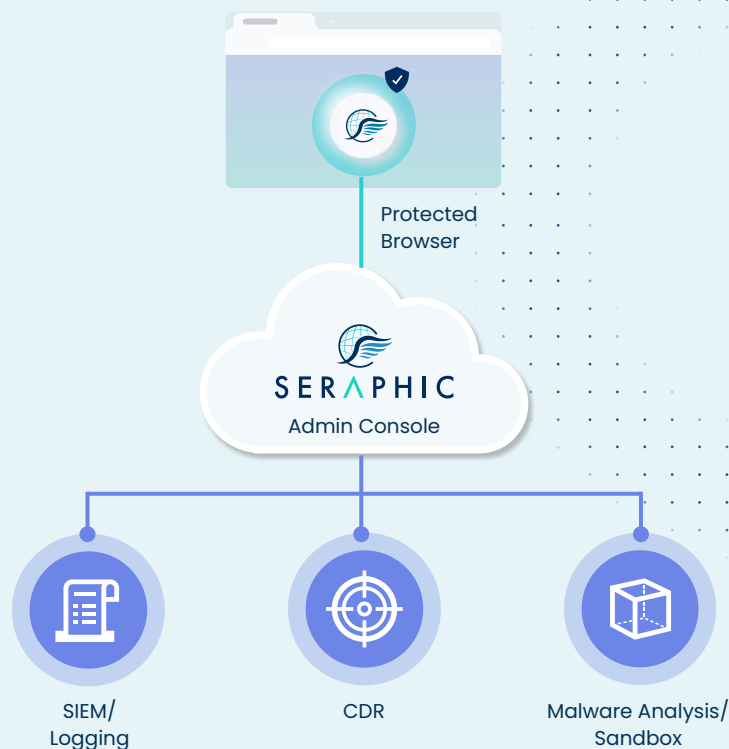 Protected
Browser
SERAPHIC
Admin Console
SIEM/
Logging
CDR
Malware Analysis/
Sandbox